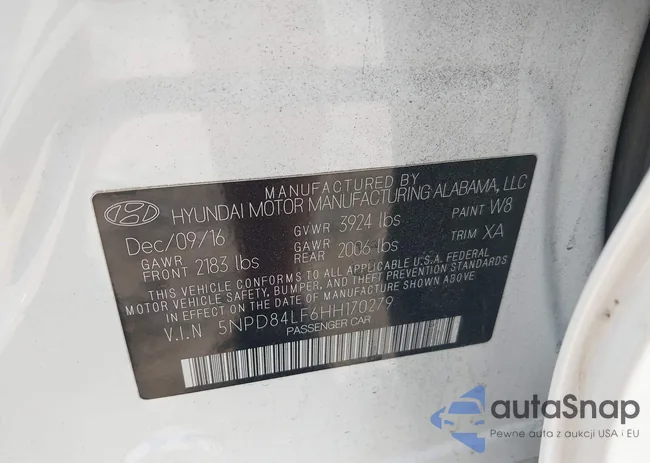 MANUFACTURED BY
HYUNDAI MOTOR MANUFACTURING ALABAMA, LLC
Dec/09/16 GVWR 3924 lbs PAINT W8
GAWR FRONT 2183 lbs GAWR REAR 2006 lbs TRIM XA
THIS VEHICLE CONFORMS TO ALL APPLICABLE U.S.A. FEDERAL
MOTOR VEHICLE SAFETY, BUMPER, AND THEFT PREVENTION STANDARDS
IN EFFECT ON THE DATE OF MANUFACTURE SHOWN ABOVE.
V.I.N 5NPD84LF6HH170279
PASSENGER CAR
autoSnap
Pewne auta z aukcji USA i EU